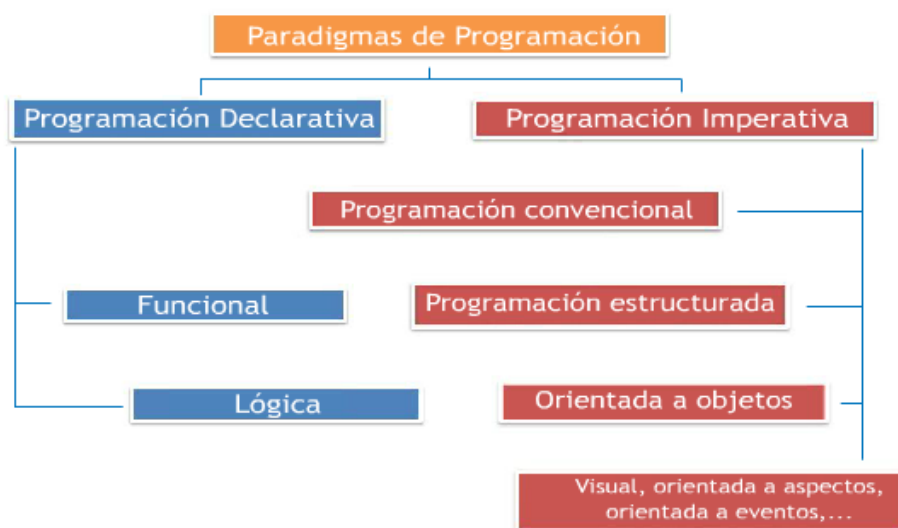 Paradigmas de Programación
Programación Declarativa
Programación Imperativa
Programación convencional
Funcional
Programación estructurada
Lógica
Orientada a objetos
Visual, orientada a aspectos,
orientada a eventos,...